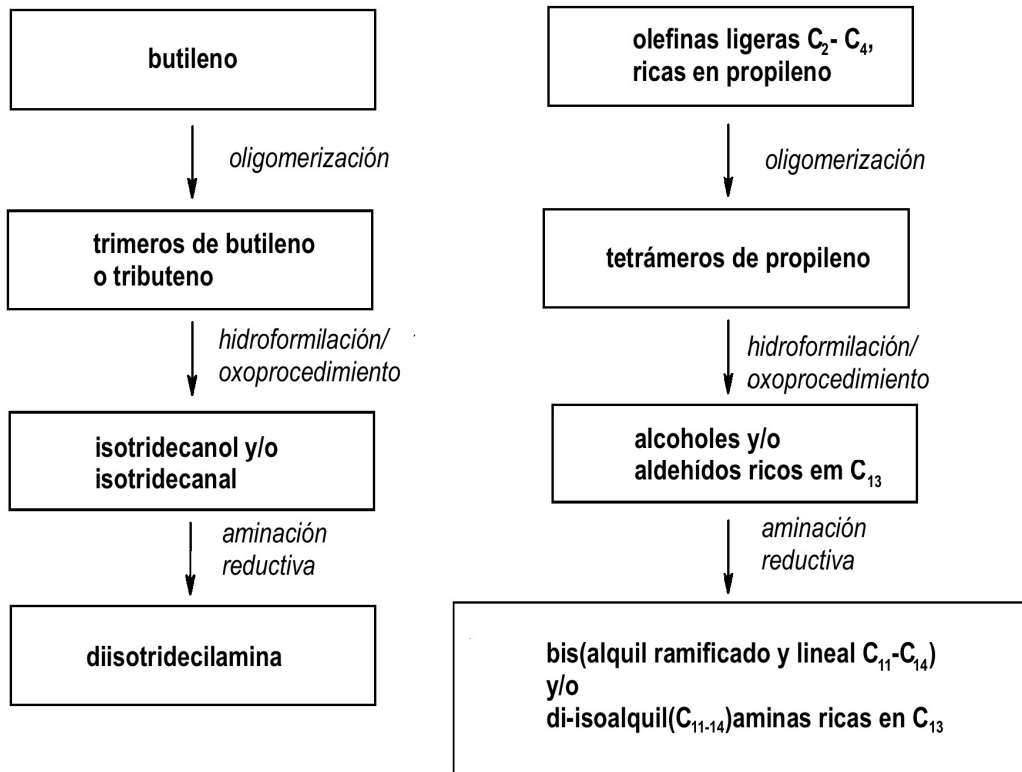 butileno
oligomerización
trimeros de butileno
o tributeno
hidroformilación/
oxoprocedimiento
isotridecanol y/o
isotridecanal
aminación
reductiva
diisotridecilamina
olefinas ligeras C₂- C₄,
ricas en propileno
oligomerización
tetrámeros de propileno
hidroformilación/
oxoprocedimiento
alcoholes y/o
aldehídos ricos em C₁₃
aminación
reductiva
bis(alquil ramificado y lineal C₁₁-C₁₄)
y/o
di-isoalquil(C₁₁₋₁₄)aminas ricas en C₁₃